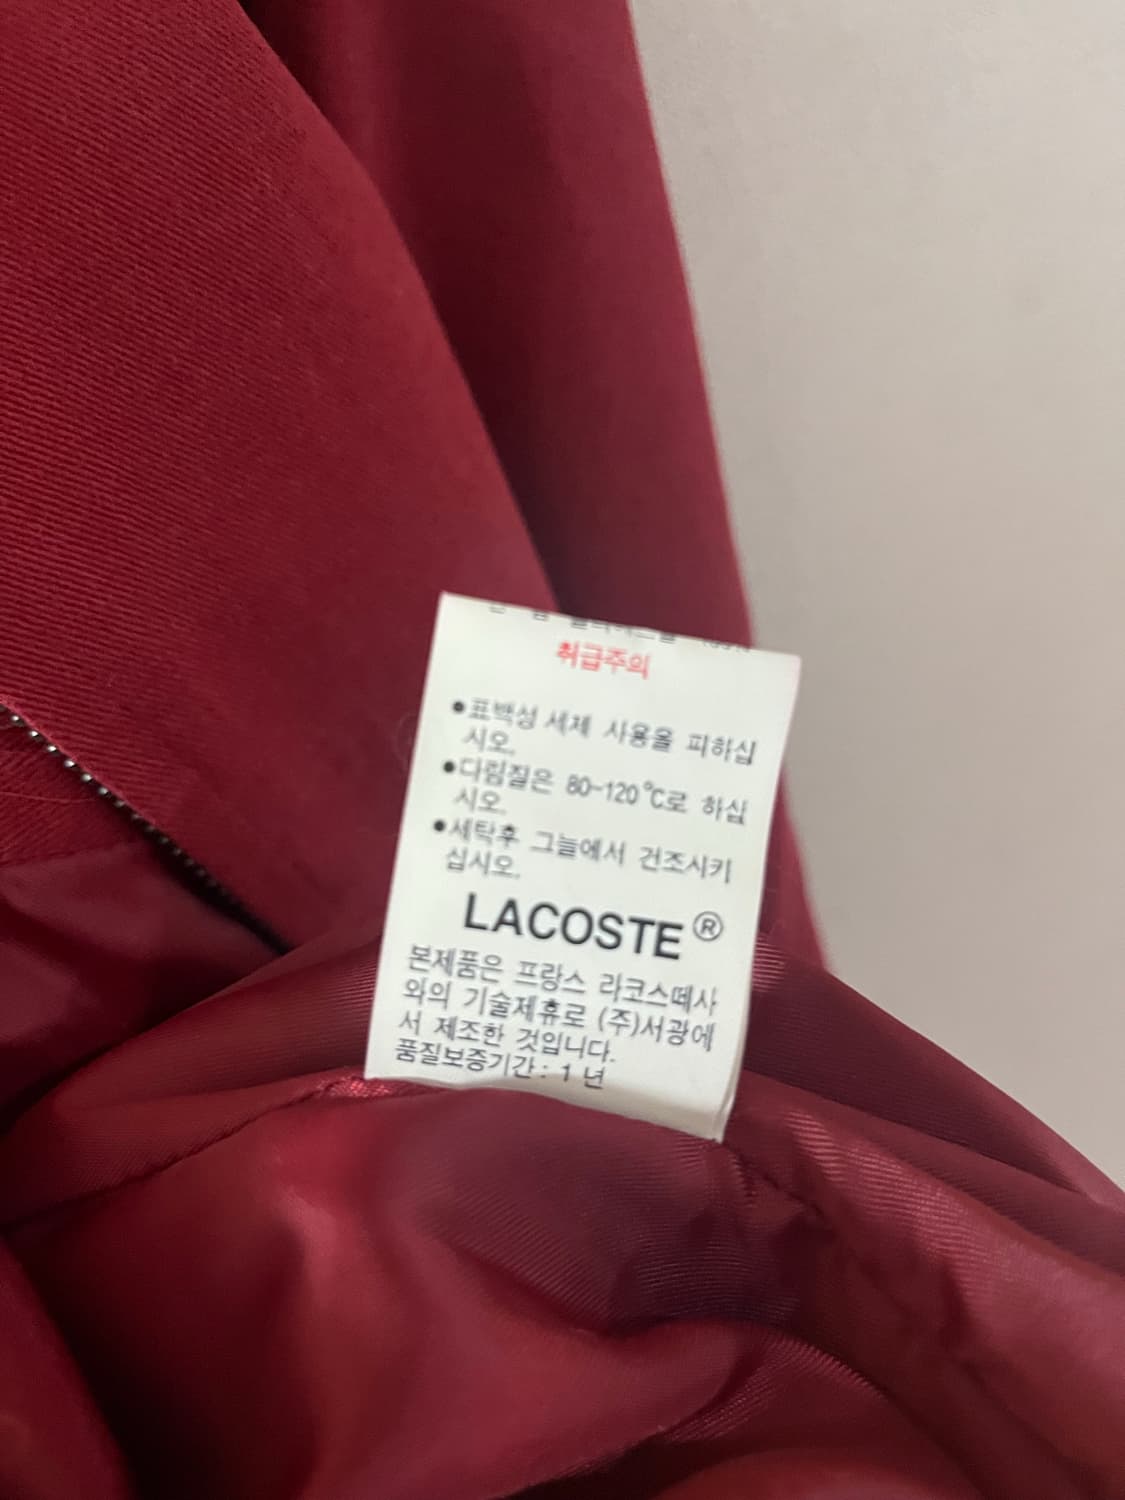 취급주의
●표백성 세제 사용을 피하십
시오.
●다림질은 80~120℃로 하십
시오.
●세탁후 그늘에서 건조시키
십시오.
LACOSTE®
본제품은 프랑스 라코스떼사
와의 기술제휴로 (주)서광에
서 제조한 것입니다.
품질보증기간: 1 년